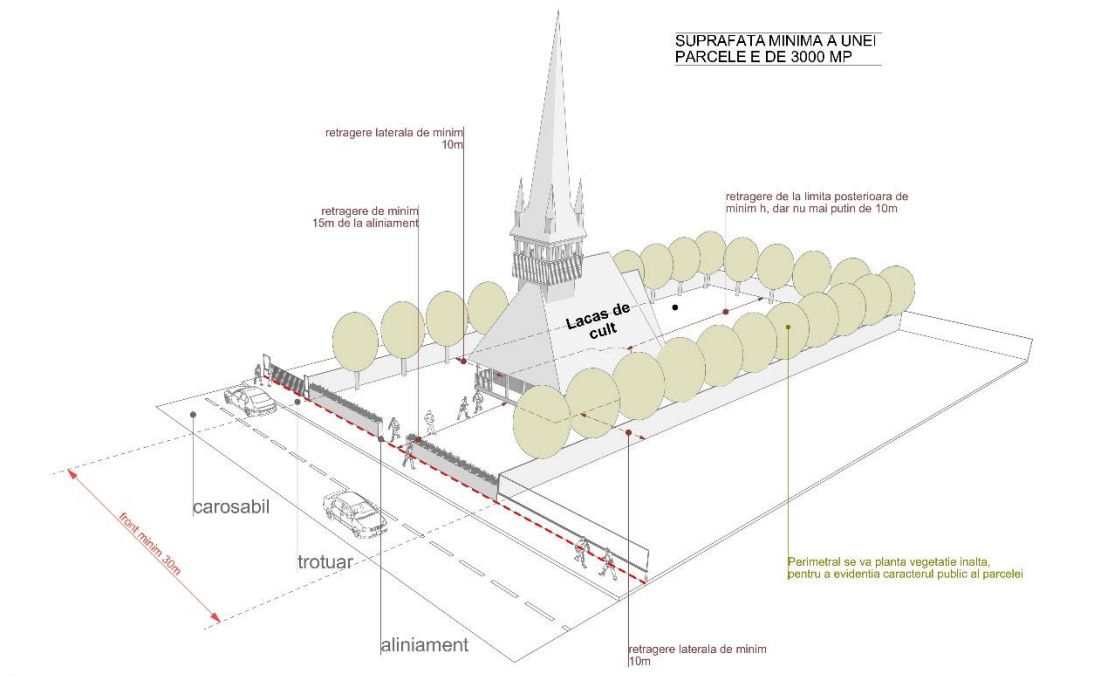 SUPRAFATA MINIMA A UNEI
PARCELE E DE 3000 MP
retragere laterala de minim
10m
retragere de la limita posterioara de
minim h, dar nu mai putin de 10m
retragere de minim
15m de la aliniament
Lacas de
cult
carosabil
front minim 30m
trotuar
Perimetral se va planta vegetatie inalta,
pentru a evidentia caracterul public al parcelei
aliniament
retragere laterala de minim
10m